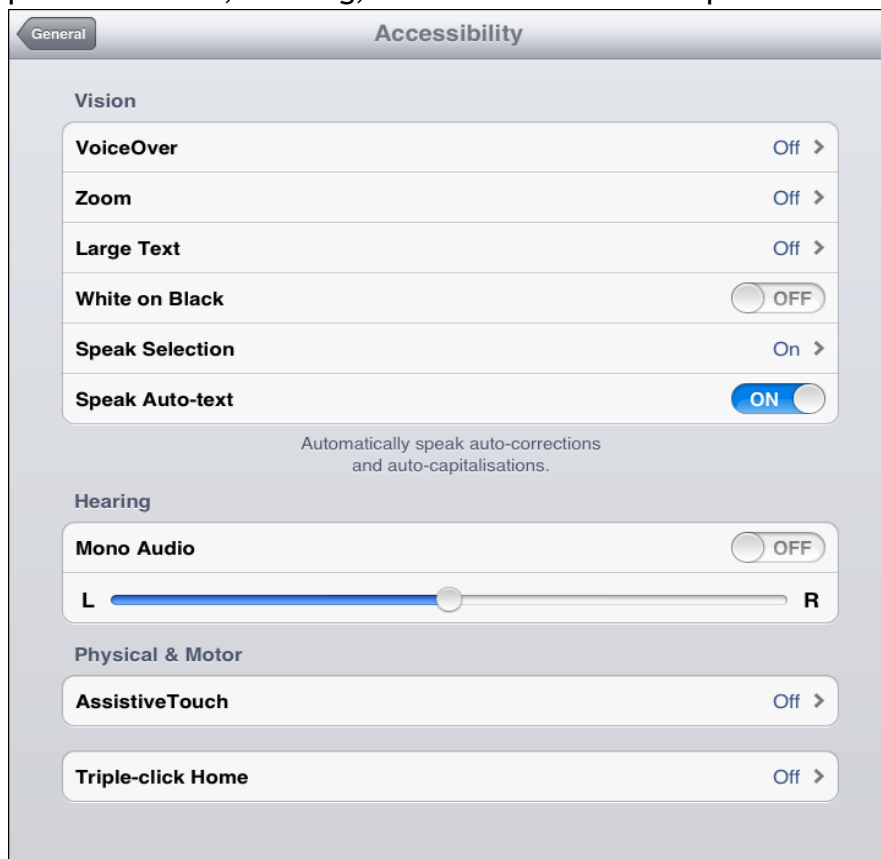 General
Accessibility
Vision
VoiceOver Off
Zoom Off
Large Text Off
White on Black OFF
Speak Selection On
Speak Auto-text ON
Automatically speak auto-corrections
and auto-capitalisations.
Hearing
Mono Audio OFF
L R
Physical & Motor
AssistiveTouch Off
Triple-click Home Off